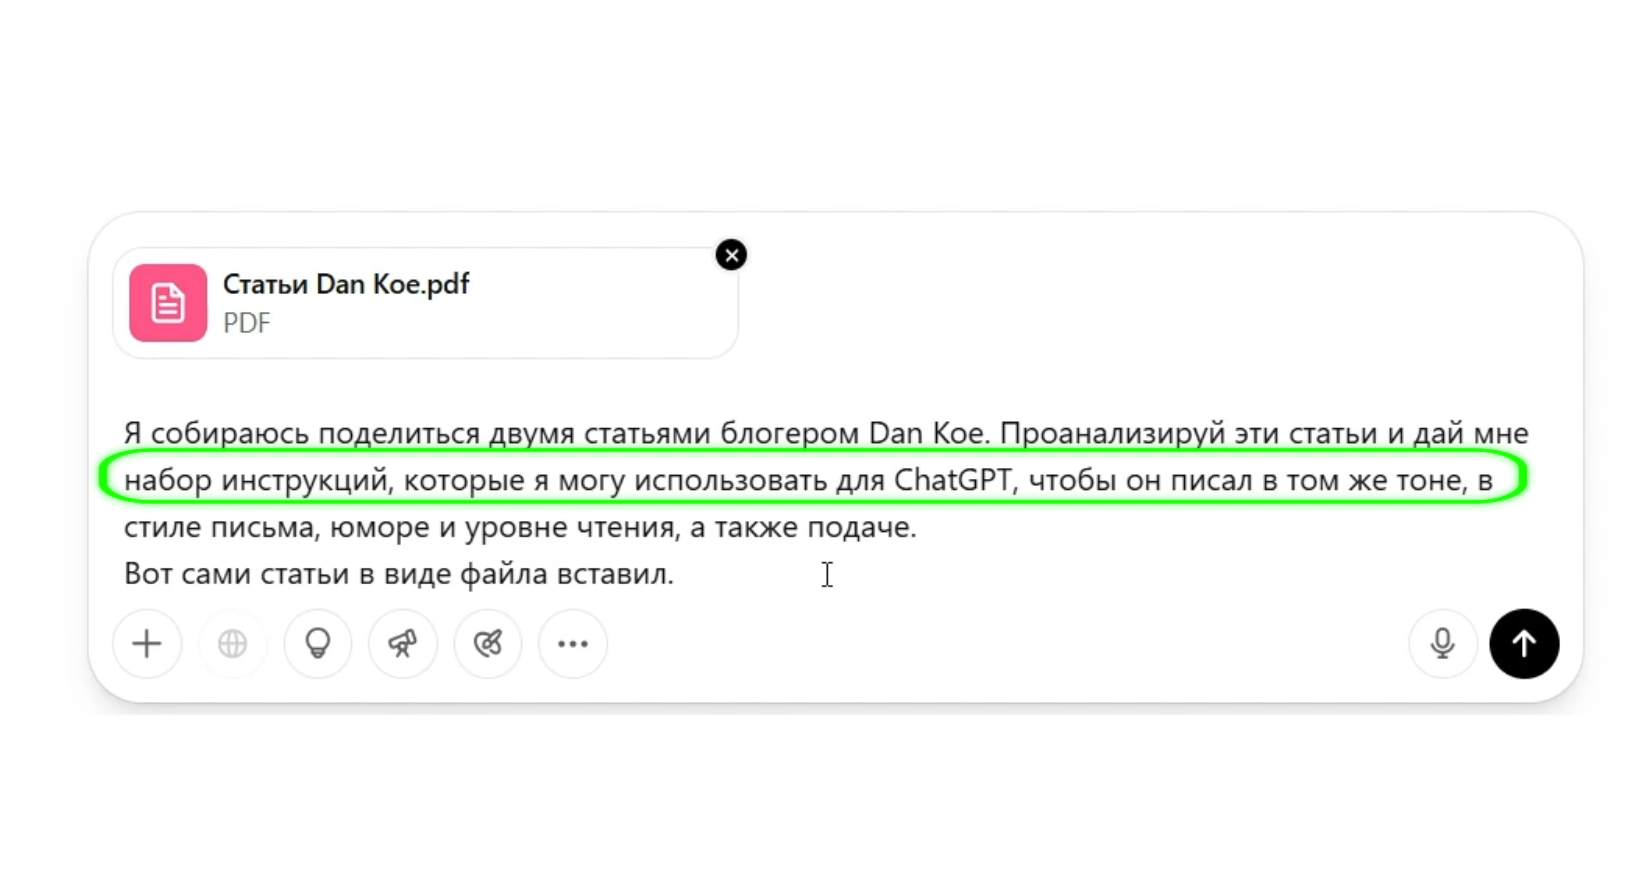 Статьи Dan Koe.pdf
PDF
Я собираюсь поделиться двумя статьями блогером Dan Koe. Проанализируй эти статьи и дай мне
набор инструкций, которые я могу использовать для ChatGPT, чтобы он писал в том же тоне, в
стиле письма, юморе и уровне чтения, а также подаче.
Вот сами статьи в виде файла вставил.